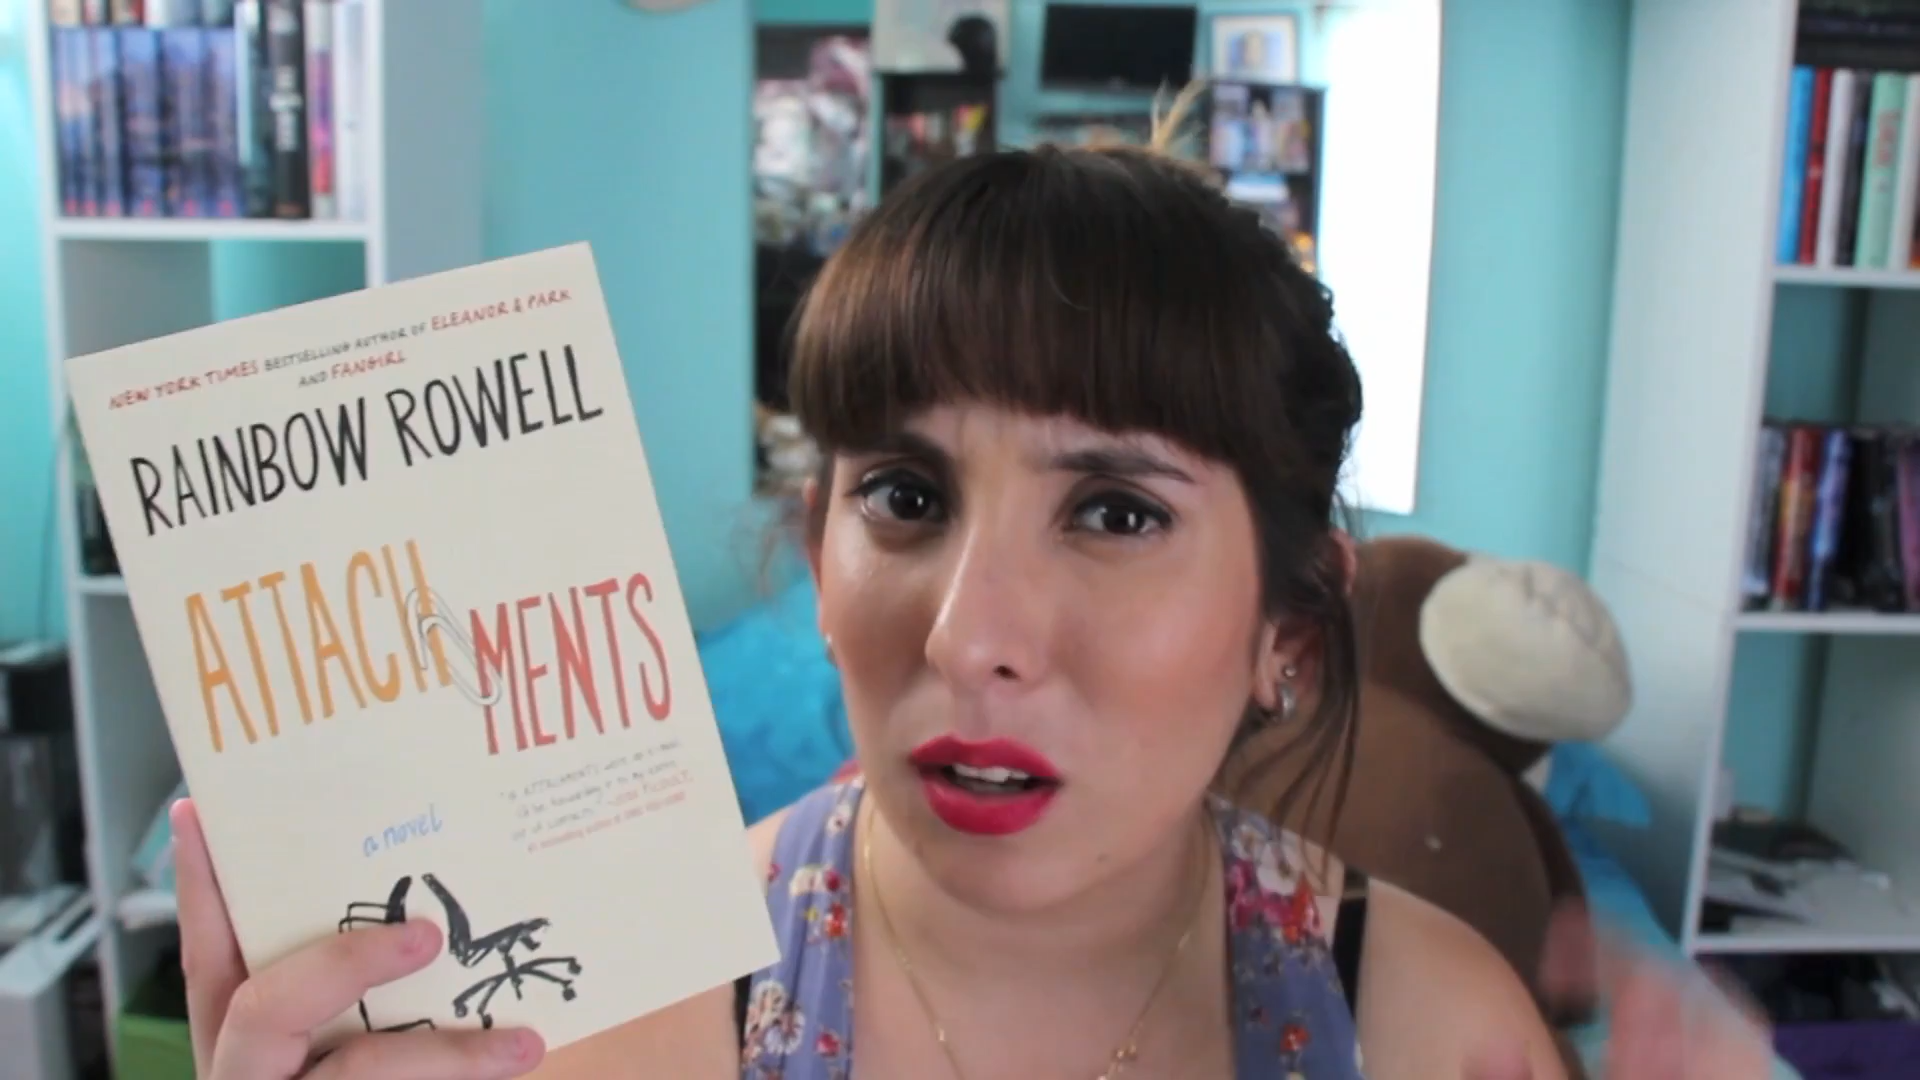 NEW YORK TIMES BESTSELLING AUTHOR OF ELEANOR & PARK
AND FANGIRL
RAINBOW ROWELL
ATTACHMENTS
a novel